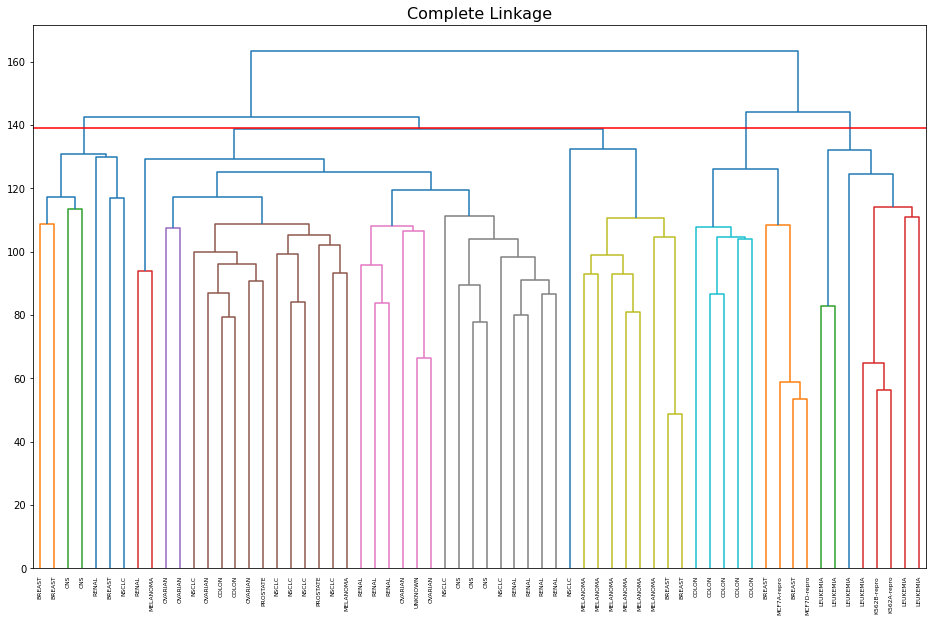 Complete Linkage
160
140
120
100
80
60
40
20
0
BREAST
BREAST
CNS
CNS
RENAL
BREAST
NSCLC
RENAL
MELANOMA
OVARIAN
OVARIAN
NSCLC
OVARIAN
COLON
COLON
OVARIAN
PROSTATE
NSCLC
NSCLC
NSCLC
PROSTATE
NSCLC
MELANOMA
RENAL
RENAL
RENAL
OVARIAN
UNKNOWN
OVARIAN
NSCLC
CNS
CNS
CNS
NSCLC
RENAL
RENAL
RENAL
RENAL
NSCLC
MELANOMA
MELANOMA
MELANOMA
MELANOMA
MELANOMA
MELANOMA
BREAST
BREAST
COLON
COLON
COLON
COLON
COLON
BREAST
MCF7A-repro
BREAST
MCF7D-repro
LEUKEMIA
LEUKEMIA
LEUKEMIA
LEUKEMIA
K562B-repro
K562A-repro
LEUKEMIA
LEUKEMIA